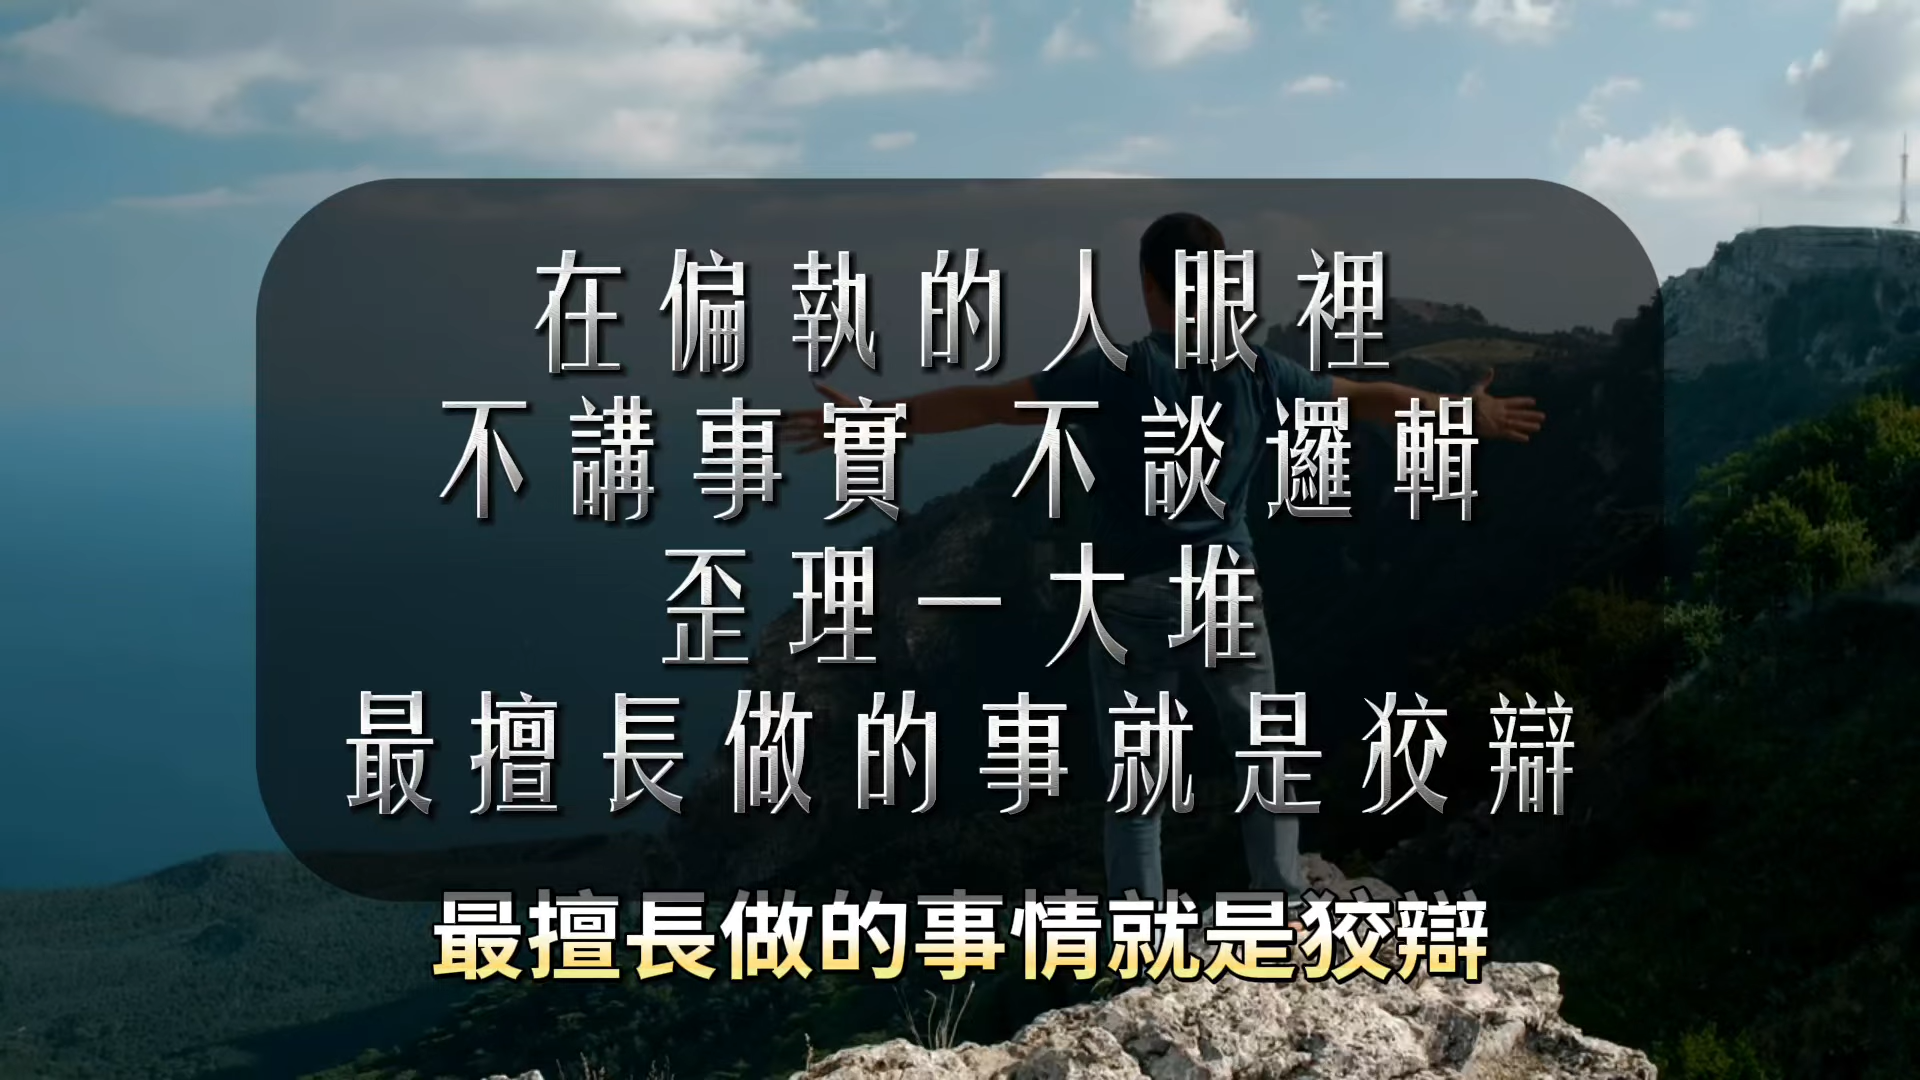 在偏執的人眼裡
不講事實 不談邏輯
歪理一大堆
最擅長做的事就是狡辯
最擅長做的事情就是狡辯